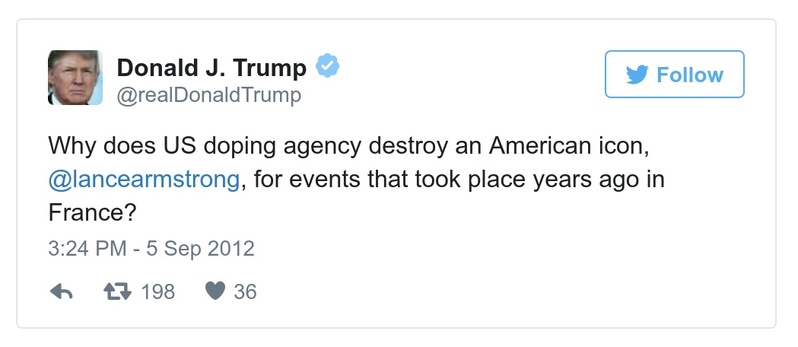 Donald J. Trump
@realDonaldTrump
Follow
Why does US doping agency destroy an American icon,
@lancearmstrong, for events that took place years ago in
France?
3:24 PM - 5 Sep 2012
198 36